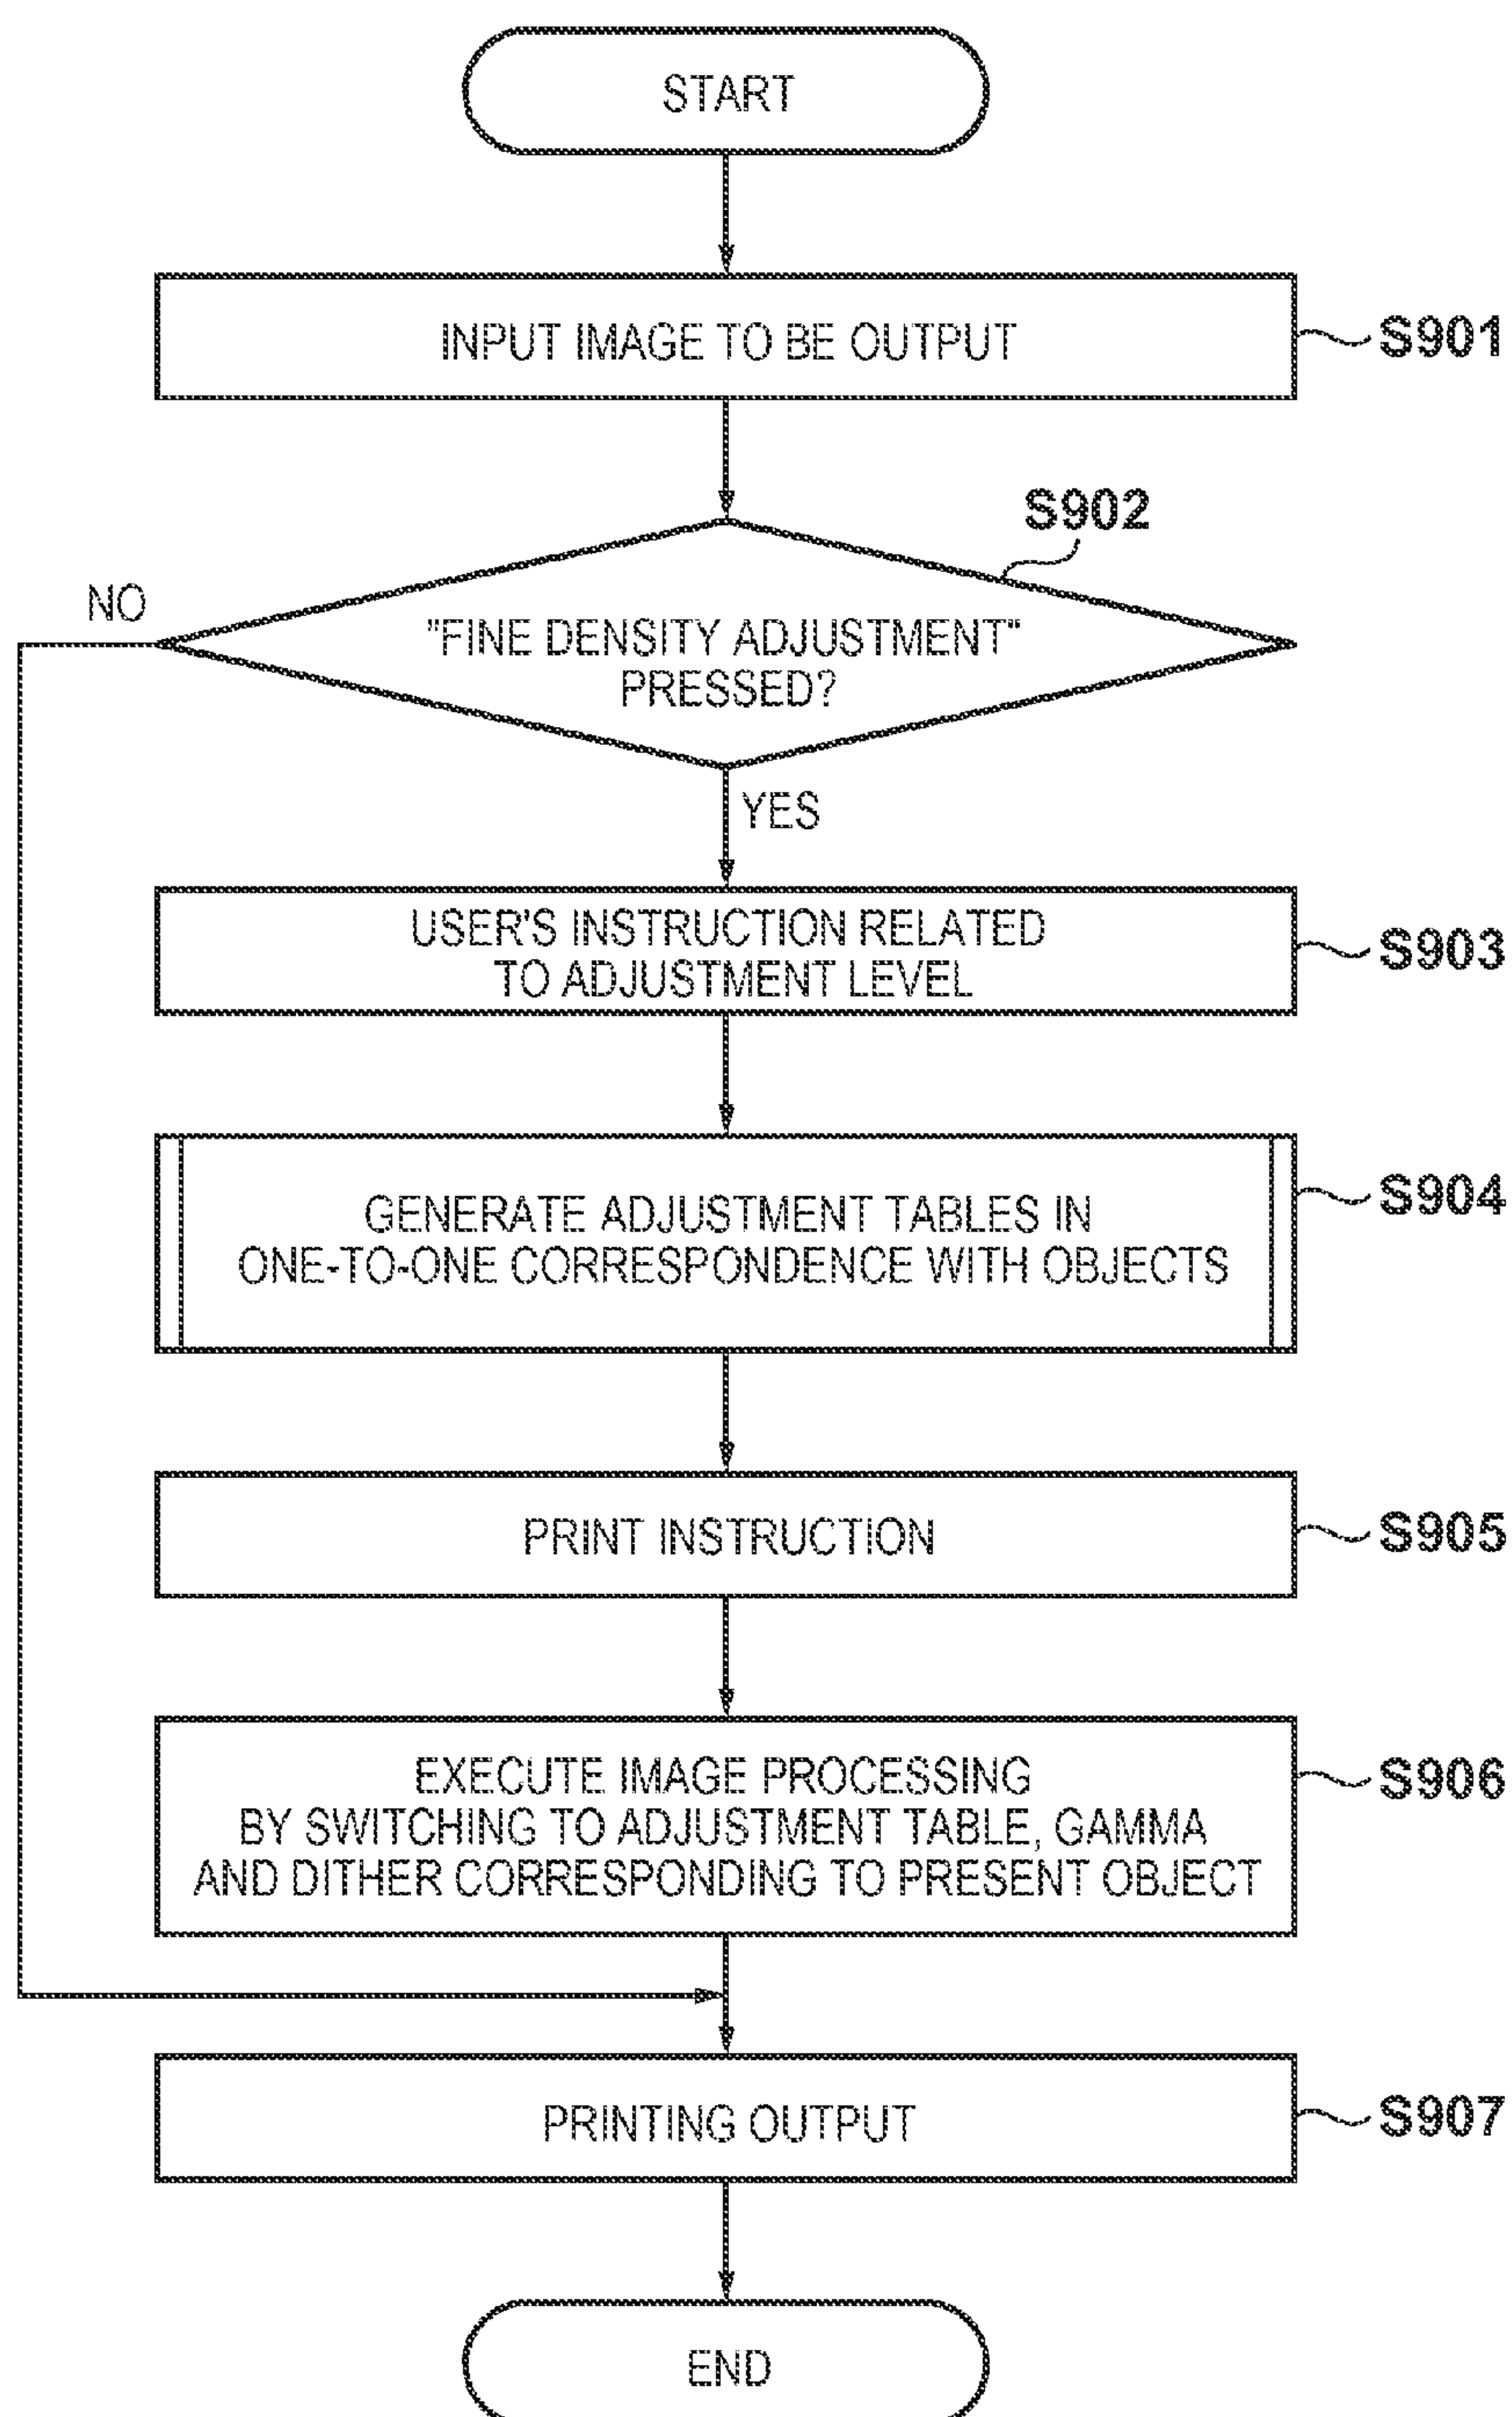 START
INPUT IMAGE TO BE OUTPUT
S901
S902
NO
"FINE DENSITY ADJUSTMENT"
PRESSED?
YES
USER'S INSTRUCTION RELATED
TO ADJUSTMENT LEVEL
S903
GENERATE ADJUSTMENT TABLES IN
ONE-TO-ONE CORRESPONDENCE WITH OBJECTS
S904
PRINT INSTRUCTION
S905
EXECUTE IMAGE PROCESSING
BY SWITCHING TO ADJUSTMENT TABLE, GAMMA
AND DITHER CORRESPONDING TO PRESENT OBJECT
S906
PRINTING OUTPUT
S907
END